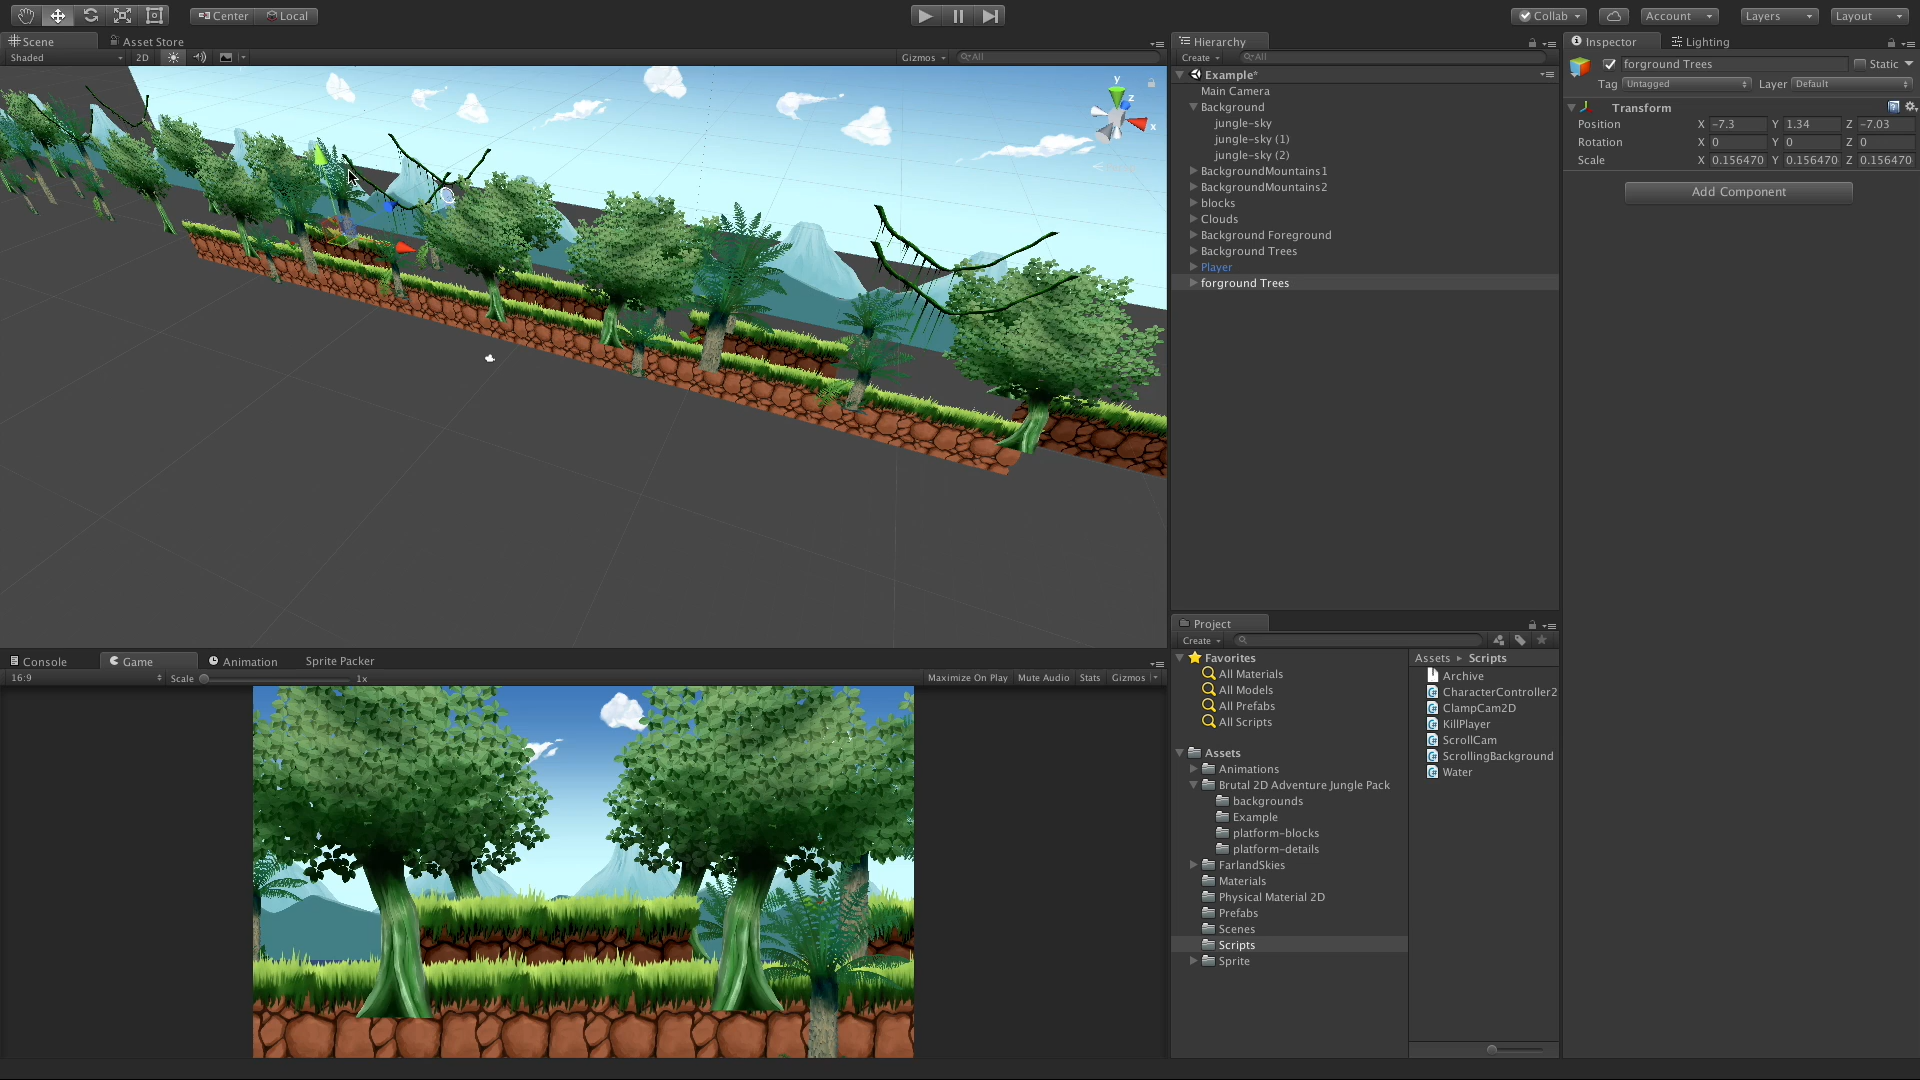 Center Local
Collab Account Layers Layout
Scene Asset Store
Shaded 2D Gizmos All
y
z
x
Hierarchy
Create All
Example*
Main Camera
Background
jungle-sky
jungle-sky (1)
jungle-sky (2)
BackgroundMountains1
BackgroundMountains2
blocks
Clouds
Background Foreground
Background Trees
Player
forground Trees
Inspector Lighting
forground Trees Static
Tag Untagged Layer Default
Transform
Position X -7.3 Y 1.34 Z -7.03
Rotation X 0 Y 0 Z 0
Scale X 0.156470 Y 0.156470 Z 0.156470
Add Component
Console Game Animation Sprite Packer
16:9 Scale 1x Maximize On Play Mute Audio Stats Gizmos
Project
Create
Favorites
All Materials
All Models
All Prefabs
All Scripts
Assets
Animations
Brutal 2D Adventure Jungle Pack
backgrounds
Example
platform-blocks
platform-details
FarlandSkies
Materials
Physical Material 2D
Prefabs
Scenes
Scripts
Sprite
Assets Scripts
Archive
CharacterController2
ClampCam2D
KillPlayer
ScrollCam
ScrollingBackground
Water